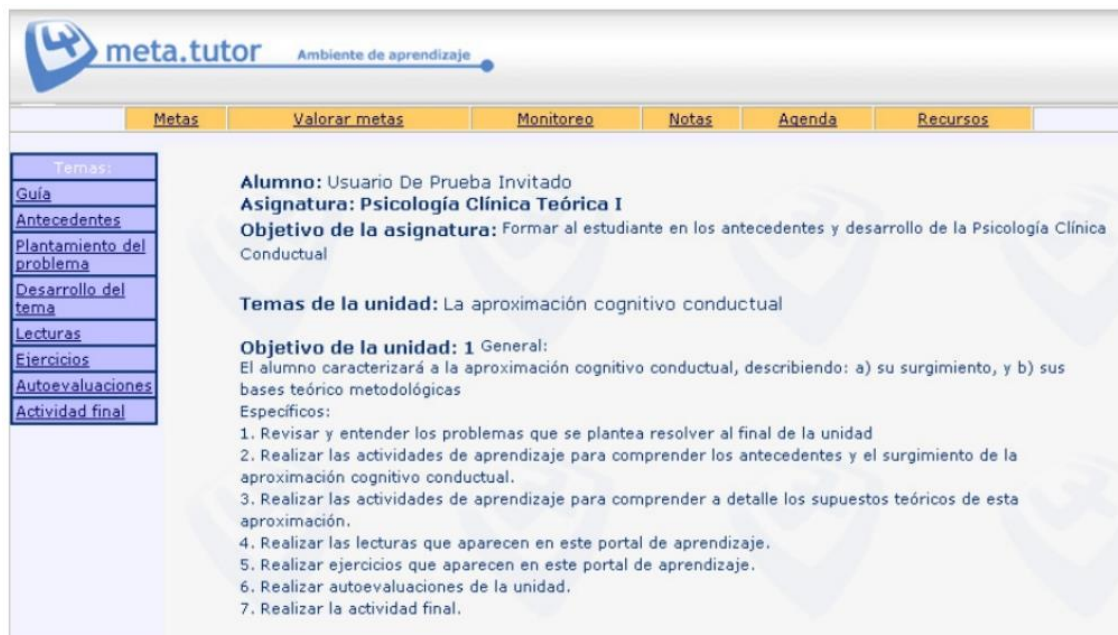 meta.tutor Ambiente de aprendizaje
Metas Valorar metas Monitoreo Notas Agenda Recursos
Temas:
Guía
Antecedentes
Plantamiento del
problema
Desarrollo del
tema
Lecturas
Ejercicios
Autoevaluaciones
Actividad final
Alumno: Usuario De Prueba Invitado
Asignatura: Psicología Clínica Teórica I
Objetivo de la asignatura: Formar al estudiante en los antecedentes y desarrollo de la Psicología Clínica
Conductual
Temas de la unidad: La aproximación cognitivo conductual
Objetivo de la unidad: 1 General:
El alumno caracterizará a la aproximación cognitivo conductual, describiendo: a) su surgimiento, y b) sus
bases teórico metodológicas
Específicos:
1. Revisar y entender los problemas que se plantea resolver al final de la unidad
2. Realizar las actividades de aprendizaje para comprender los antecedentes y el surgimiento de la
aproximación cognitivo conductual.
3. Realizar las actividades de aprendizaje para comprender a detalle los supuestos teóricos de esta
aproximación.
4. Realizar las lecturas que aparecen en este portal de aprendizaje.
5. Realizar ejercicios que aparecen en este portal de aprendizaje.
6. Realizar autoevaluaciones de la unidad.
7. Realizar la actividad final.